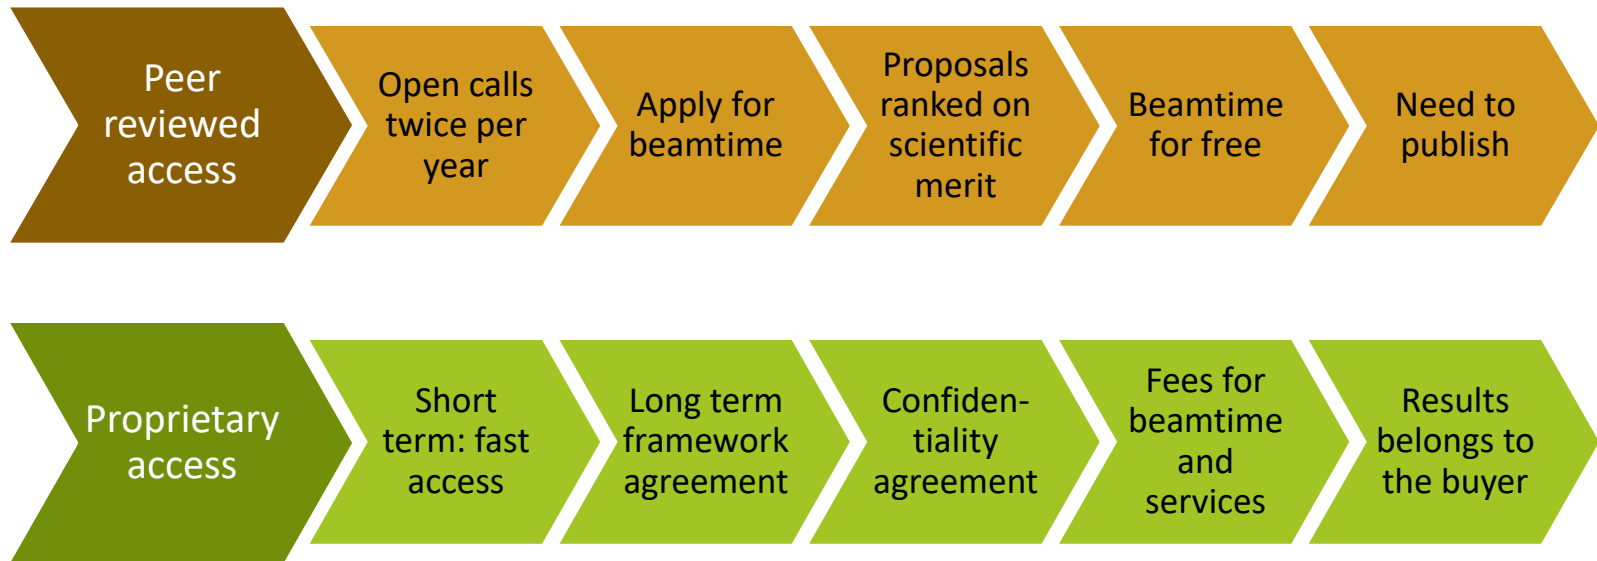 Peer
reviewed
access
Open calls
twice per
year
Apply for
beamtime
Proposals
ranked on
scientific
merit
Beamtime
for free
Need to
publish
Proprietary
access
Short
term: fast
access
Long term
framework
agreement
Confiden-
tiality
agreement
Fees for
beamtime
and
services
Results
belongs to
the buyer